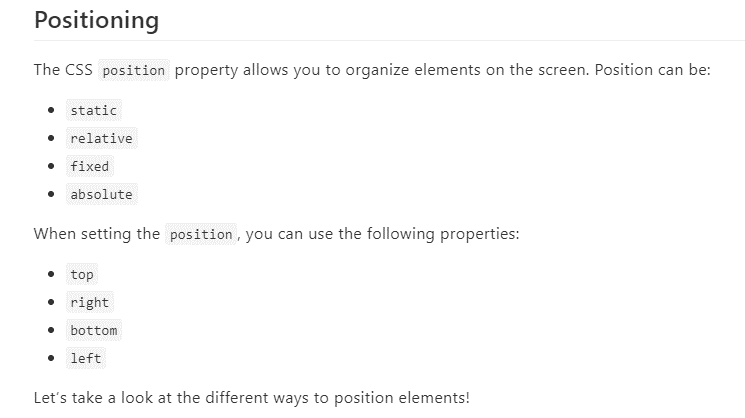 Positioning
The CSS position property allows you to organize elements on the screen. Position can be:
static
relative
fixed
absolute
When setting the position, you can use the following properties:
top
right
bottom
left
Let's take a look at the different ways to position elements!